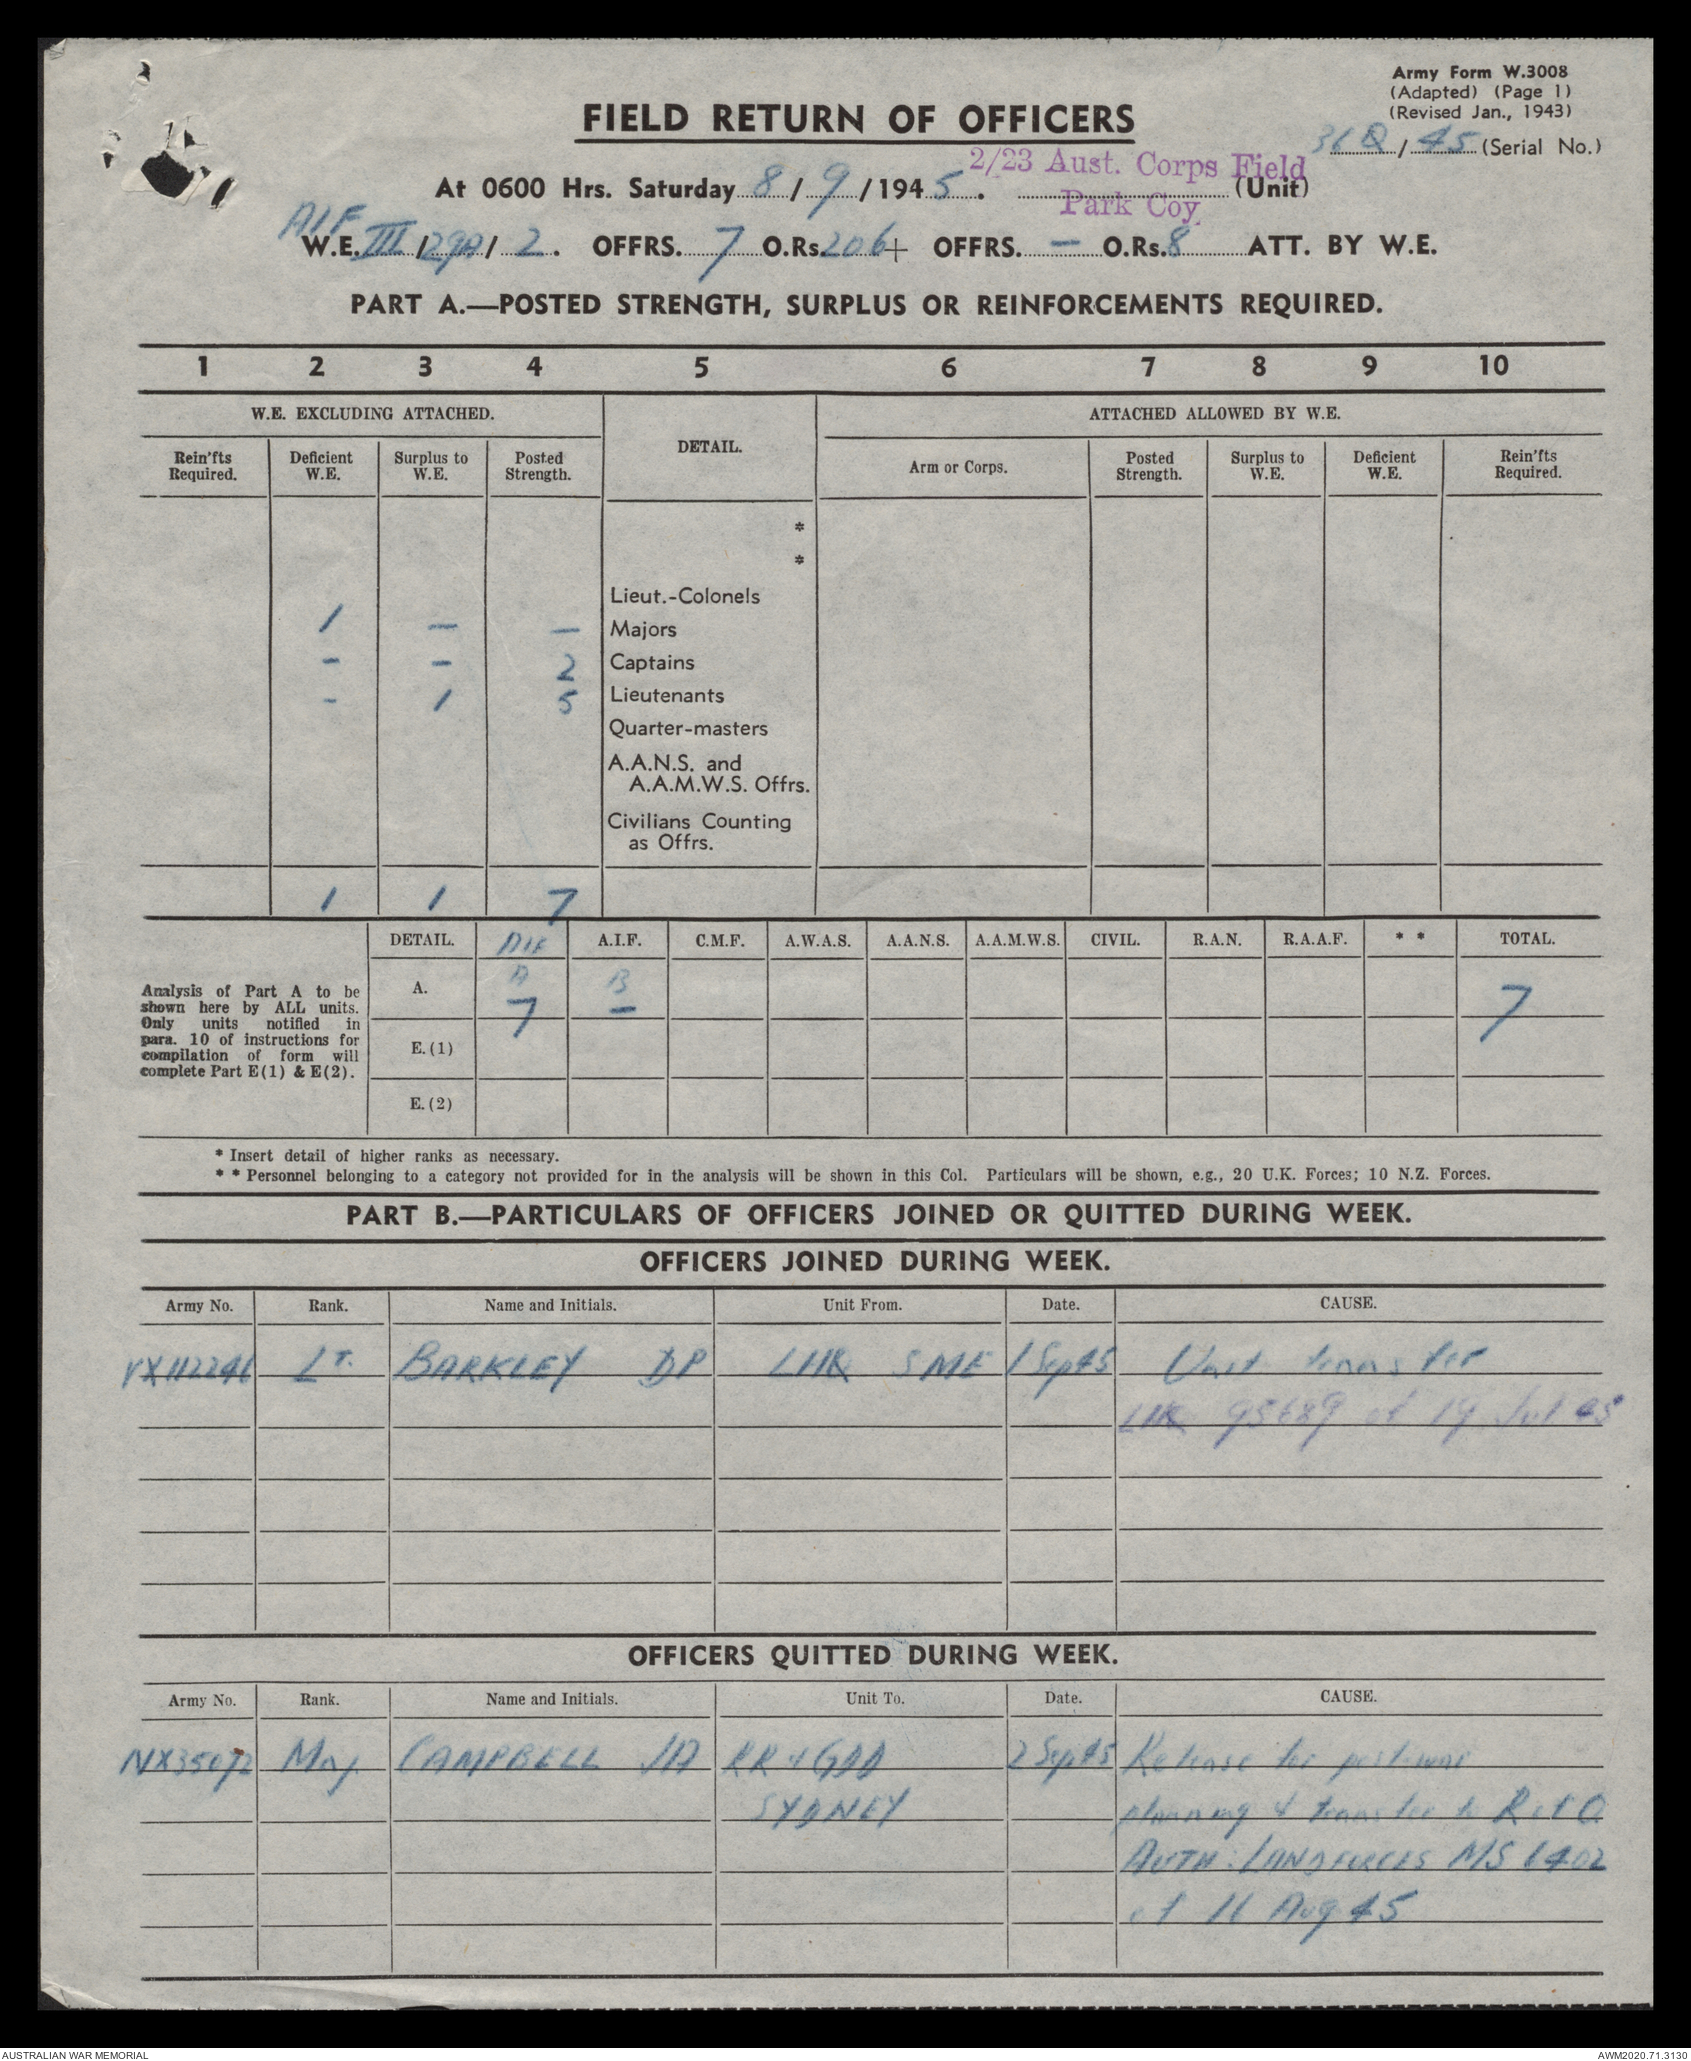 Army Form W.3008
(Adapted) (Page 1)
(Revised Jan., 1943)
FIELD RETURN OF OFFICERS
/ 45 (Serial No.)
2/23 Aust. Corps Field
At 0600 Hrs. Saturday 8 / 9 / 194 5 . (Unit)
Park Coy
AIF
W.E. III / / 2 . OFFRS. 7 O.Rs. 206 + OFFRS. — O.Rs. 8 ATT. BY W.E.
PART A.—POSTED STRENGTH, SURPLUS OR REINFORCEMENTS REQUIRED.
1 2 3 4 5 6 7 8 9 10
W.E. EXCLUDING ATTACHED. DETAIL. ATTACHED ALLOWED BY W.E.
Rein'fts Required. Deficient W.E. Surplus to W.E. Posted Strength. Arm or Corps. Posted Strength. Surplus to W.E. Deficient W.E. Rein'fts Required.
*
*
Lieut.-Colonels
1 — — Majors
- - 2 Captains
- 1 5 Lieutenants
Quarter-masters
A.A.N.S. and
A.A.M.W.S. Offrs.
Civilians Counting
as Offrs.
1 1 7
DETAIL. AIF A.I.F. C.M.F. A.W.A.S. A.A.N.S. A.A.M.W.S. CIVIL. R.A.N. R.A.A.F. * * TOTAL.
A B
A. 7 — 7
E.(1)
E.(2)
Analysis of Part A to be
shown here by ALL units.
Only units notified in
para. 10 of instructions for
compilation of form will
complete Part E(1) & E(2).
* Insert detail of higher ranks as necessary.
* * Personnel belonging to a category not provided for in the analysis will be shown in this Col. Particulars will be shown, e.g., 20 U.K. Forces; 10 N.Z. Forces.
PART B.—PARTICULARS OF OFFICERS JOINED OR QUITTED DURING WEEK.
OFFICERS JOINED DURING WEEK.
Army No. Rank. Name and Initials. Unit From. Date. CAUSE.
VX112246 Lt. BARKLEY DP LHQ SME 1 Sep 45 Unit transfer
LHQ 95689 of 19 Jul 45
OFFICERS QUITTED DURING WEEK.
Army No. Rank. Name and Initials. Unit To. Date. CAUSE.
NX35072 Maj. CAMPBELL JA RR & GDD 2 Sep 45 Release for post-war
SYDNEY planning & transfer to R of O
AUTH: LANDFORCES MS 6402
of 16 Aug 45
AUSTRALIAN WAR MEMORIAL AWM2020.71.3130